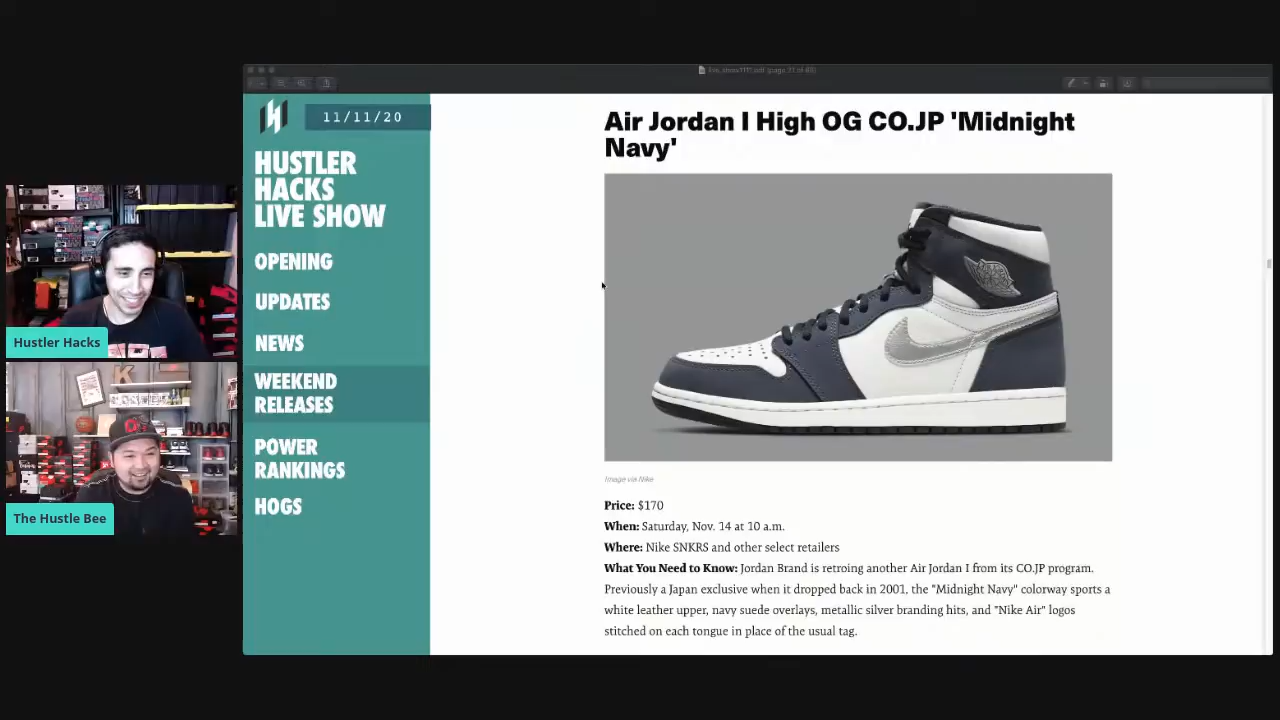 11/11/20
HUSTLER
HACKS
LIVE SHOW
OPENING
UPDATES
NEWS
WEEKEND
RELEASES
POWER
RANKINGS
HOGS
Hustler Hacks
The Hustle Bee
Air Jordan I High OG CO.JP 'Midnight
Navy'
Image via Nike
Price: $170
When: Saturday, Nov. 14 at 10 a.m.
Where: Nike SNKRS and other select retailers
What You Need to Know: Jordan Brand is retroing another Air Jordan I from its CO.JP program.
Previously a Japan exclusive when it dropped back in 2001, the "Midnight Navy" colorway sports a
white leather upper, navy suede overlays, metallic silver branding hits, and "Nike Air" logos
stitched on each tongue in place of the usual tag.